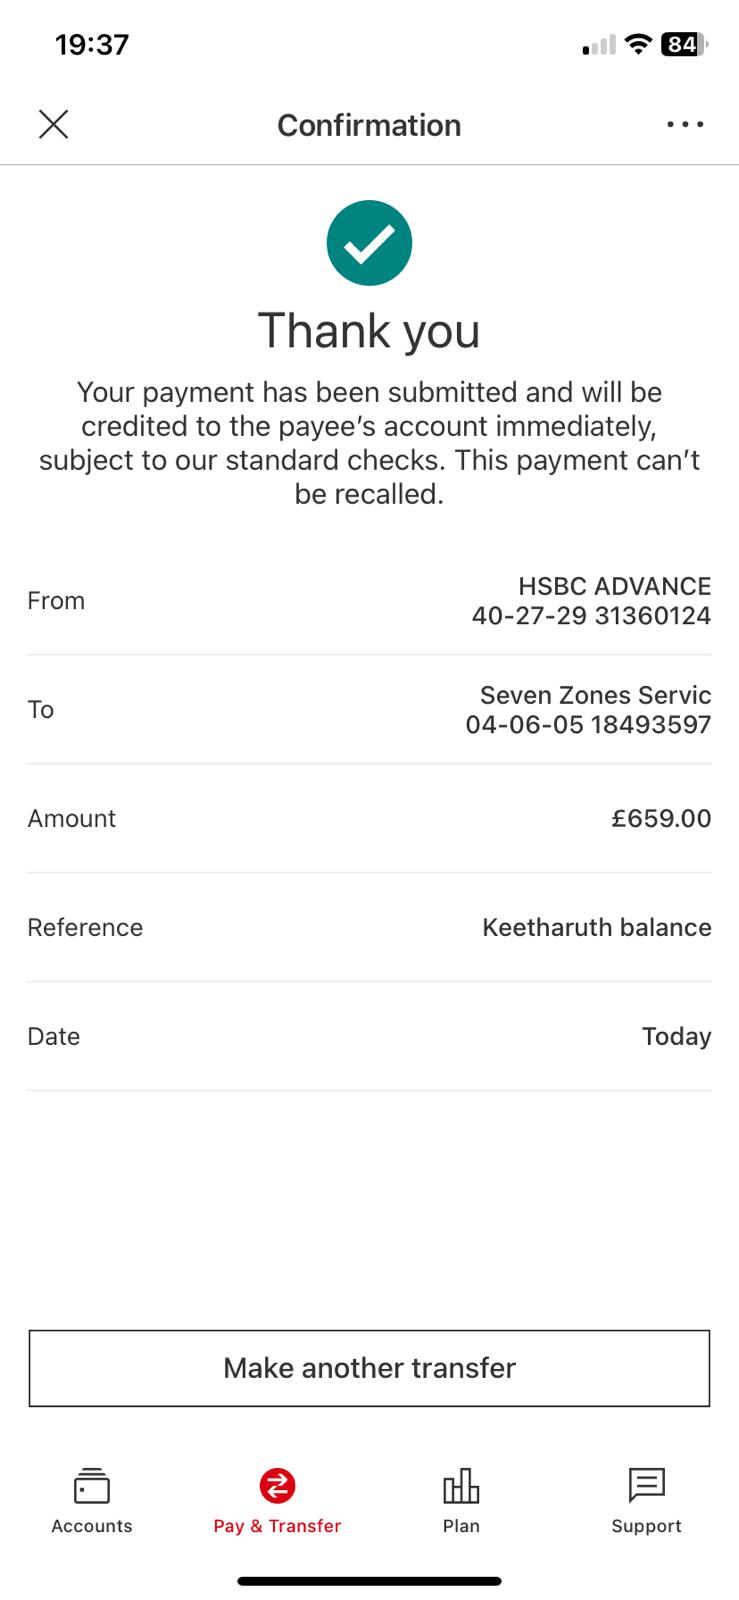 19:37
84
Confirmation
Thank you
Your payment has been submitted and will be
credited to the payee’s account immediately,
subject to our standard checks. This payment can’t
be recalled.
From
HSBC ADVANCE
40-27-29 31360124
To
Seven Zones Servic
04-06-05 18493597
Amount
£659.00
Reference
Keetharuth balance
Date
Today
Make another transfer
Accounts
Pay & Transfer
Plan
Support